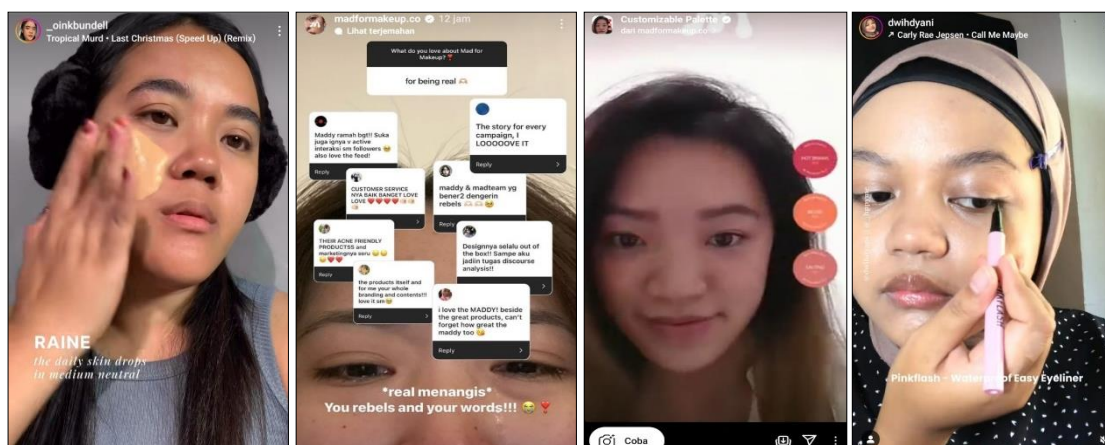 _oinkbundell
Tropical Murd • Last Christmas (Speed Up) (Remix)
RAINE
the daily skin drops
in medium neutral
madformakeup.co 12 jam
Lihat terjemahan
What do you love about Mad for
Makeup?
for being real
Maddy ramah bgt!! Suka
juga ignya v active
interaksi sm followers
also love the feed!
Reply
The story for every
campaign, I
LOOOOOVE IT
Reply
CUSTOMER SERVICE
NYA BAIK BANGET LOVE
LOVE
Reply
maddy & madteam yg
bener2 dengerin
rebels
Reply
THEIR ACNE FRIENDLY
PRODUCTSS and
marketingnya seru
Reply
Designnya selalu out of
the box!! Sampe aku
jadiin tugas discourse
analysis!!
Reply
the products itself and
for me your whole
branding and contents!!!
love it sm
Reply
i love the MADDY! beside
the great products, can't
forget how great the
maddy too
Reply
*real menangis*
You rebels and your words!!!
Customizable Palette
dari madformakeup.co
Coba
dwihdyani
Carly Rae Jepsen • Call Me Maybe
Pinkflash - Waterproof Easy Eyeliner